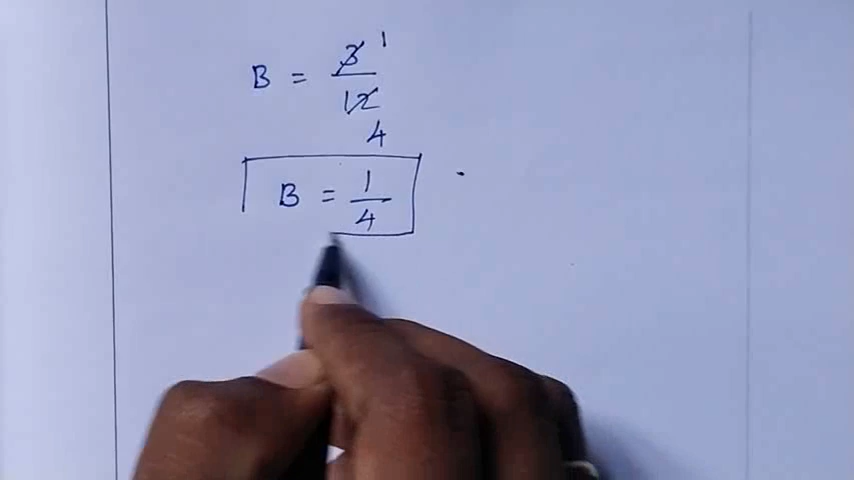 B = 3/12 1
4
B = 1/4